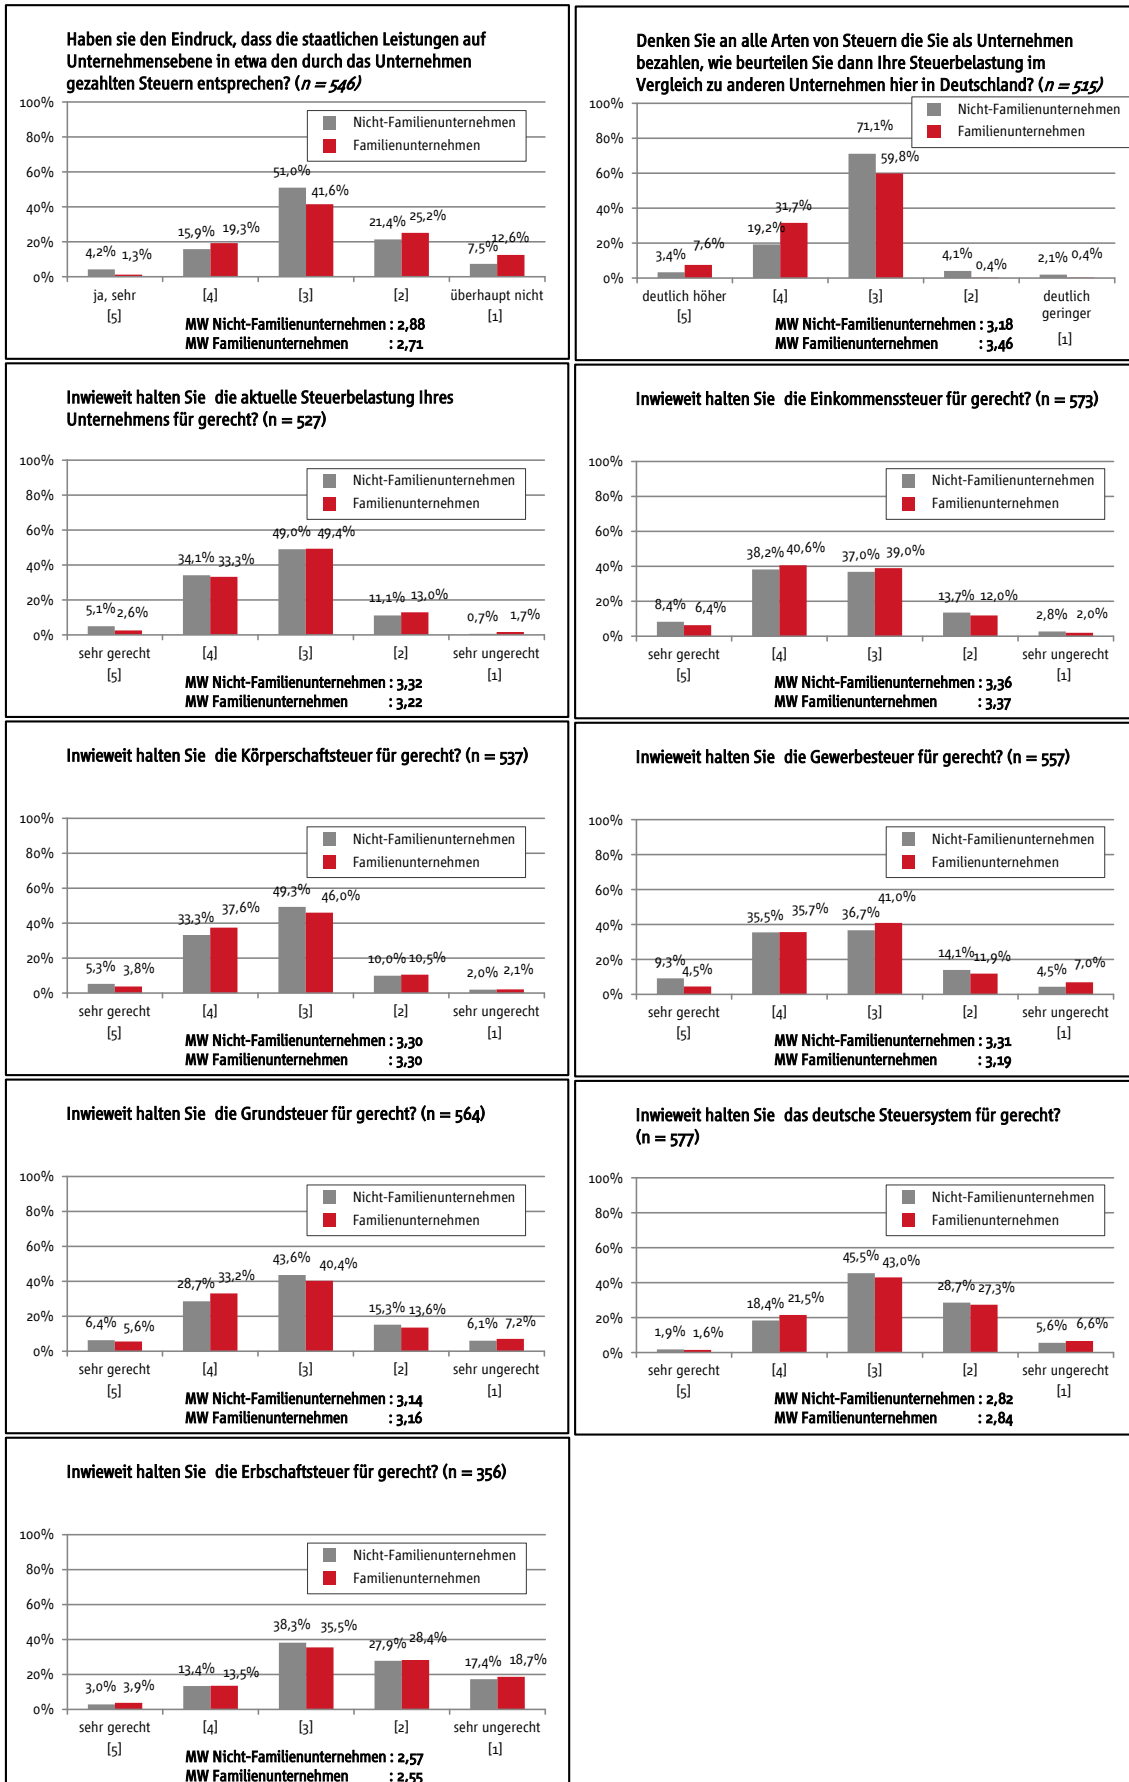 Haben sie den Eindruck, dass die staatlichen Leistungen auf
Unternehmensebene in etwa den durch das Unternehmen
gezahlten Steuern entsprechen? (n = 546)
100%
80%
60%
40%
20%
0%
Nicht-Familienunternehmen
Familienunternehmen
4,2% 1,3%
15,9% 19,3%
51,0% 41,6%
21,4% 25,2%
7,5% 12,6%
ja, sehr [4] [3] [2] überhaupt nicht
[5] [1]
MW Nicht-Familienunternehmen : 2,88
MW Familienunternehmen : 2,71
Denken Sie an alle Arten von Steuern die Sie als Unternehmen
bezahlen, wie beurteilen Sie dann Ihre Steuerbelastung im
Vergleich zu anderen Unternehmen hier in Deutschland? (n = 515)
100%
80%
60%
40%
20%
0%
Nicht-Familienunternehmen
Familienunternehmen
3,4% 7,6%
19,2% 31,7%
71,1% 59,8%
4,1% 0,4%
2,1% 0,4%
deutlich höher [4] [3] [2] deutlich
geringer
[5] [1]
MW Nicht-Familienunternehmen : 3,18
MW Familienunternehmen : 3,46
Inwieweit halten Sie die aktuelle Steuerbelastung Ihres
Unternehmens für gerecht? (n = 527)
100%
80%
60%
40%
20%
0%
Nicht-Familienunternehmen
Familienunternehmen
5,1% 2,6%
34,1% 33,3%
49,0% 49,4%
11,1% 13,0%
0,7% 1,7%
sehr gerecht [4] [3] [2] sehr ungerecht
[5] [1]
MW Nicht-Familienunternehmen : 3,32
MW Familienunternehmen : 3,22
Inwieweit halten Sie die Einkommenssteuer für gerecht? (n = 573)
100%
80%
60%
40%
20%
0%
Nicht-Familienunternehmen
Familienunternehmen
8,4% 6,4%
38,2% 40,6%
37,0% 39,0%
13,7% 12,0%
2,8% 2,0%
sehr gerecht [4] [3] [2] sehr ungerecht
[5] [1]
MW Nicht-Familienunternehmen : 3,36
MW Familienunternehmen : 3,37
Inwieweit halten Sie die Körperschaftsteuer für gerecht? (n = 537)
100%
80%
60%
40%
20%
0%
Nicht-Familienunternehmen
Familienunternehmen
5,3% 3,8%
33,3% 37,6%
49,3% 46,0%
10,0% 10,5%
2,0% 2,1%
sehr gerecht [4] [3] [2] sehr ungerecht
[5] [1]
MW Nicht-Familienunternehmen : 3,30
MW Familienunternehmen : 3,30
Inwieweit halten Sie die Gewerbesteuer für gerecht? (n = 557)
100%
80%
60%
40%
20%
0%
Nicht-Familienunternehmen
Familienunternehmen
9,3% 4,5%
35,5% 35,7%
36,7% 41,0%
14,1% 11,9%
4,5% 7,0%
sehr gerecht [4] [3] [2] sehr ungerecht
[5] [1]
MW Nicht-Familienunternehmen : 3,31
MW Familienunternehmen : 3,19
Inwieweit halten Sie die Grundsteuer für gerecht? (n = 564)
100%
80%
60%
40%
20%
0%
Nicht-Familienunternehmen
Familienunternehmen
6,4% 5,6%
28,7% 33,2%
43,6% 40,4%
15,3% 13,6%
6,1% 7,2%
sehr gerecht [4] [3] [2] sehr ungerecht
[5] [1]
MW Nicht-Familienunternehmen : 3,14
MW Familienunternehmen : 3,16
Inwieweit halten Sie das deutsche Steuersystem für gerecht?
(n = 577)
100%
80%
60%
40%
20%
0%
Nicht-Familienunternehmen
Familienunternehmen
1,9% 1,6%
18,4% 21,5%
45,5% 43,0%
28,7% 27,3%
5,6% 6,6%
sehr gerecht [4] [3] [2] sehr ungerecht
[5] [1]
MW Nicht-Familienunternehmen : 2,82
MW Familienunternehmen : 2,84
Inwieweit halten Sie die Erbschaftsteuer für gerecht? (n = 356)
100%
80%
60%
40%
20%
0%
Nicht-Familienunternehmen
Familienunternehmen
3,0% 3,9%
13,4% 13,5%
38,3% 35,5%
27,9% 28,4%
17,4% 18,7%
sehr gerecht [4] [3] [2] sehr ungerecht
[5] [1]
MW Nicht-Familienunternehmen : 2,57
MW Familienunternehmen : 2,55